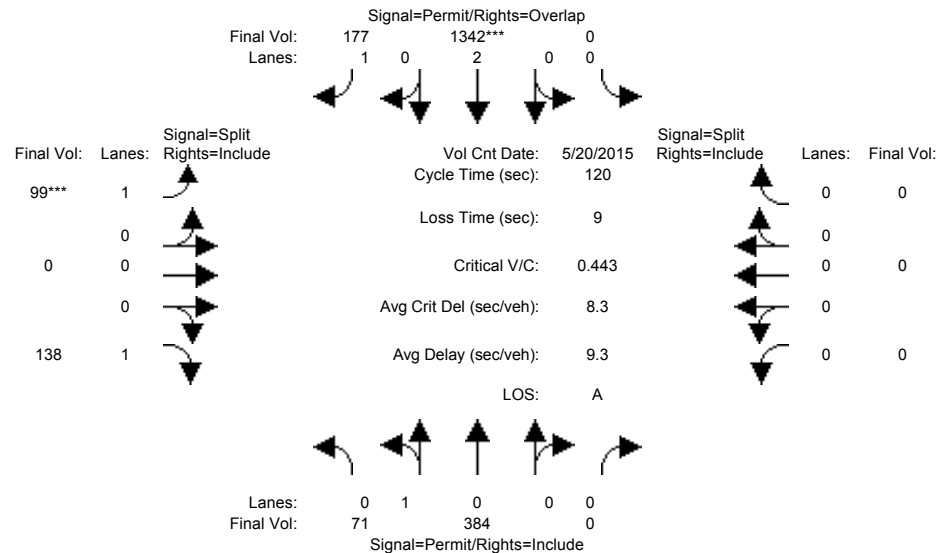 Signal=Permit/Rights=Overlap
Final Vol: 177 1342*** 0
Lanes: 1 0 2 0 0
Signal=Split Signal=Split
Final Vol: Lanes: Rights=Include Vol Cnt Date: 5/20/2015 Rights=Include Lanes: Final Vol:
Cycle Time (sec): 120
99*** 1 0 0
Loss Time (sec): 9
0 0
0 0 Critical V/C: 0.443 0 0
0 Avg Crit Del (sec/veh): 8.3 0
138 1 Avg Delay (sec/veh): 9.3 0 0
LOS: A
Lanes: 0 1 0 0 0
Final Vol: 71 384 0
Signal=Permit/Rights=Include